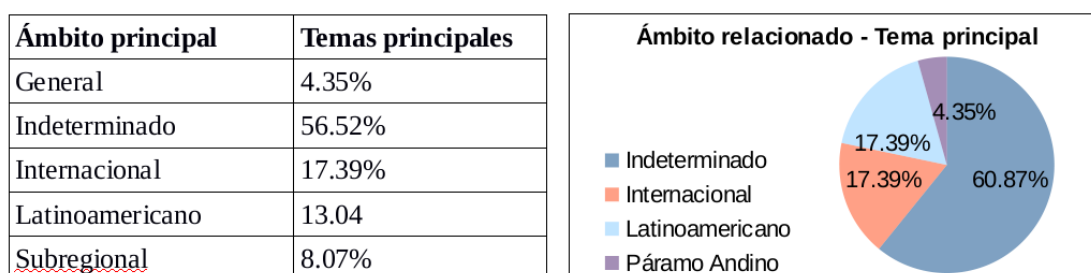 Ámbito principal Temas principales
General 4.35%
Indeterminado 56.52%
Internacional 17.39%
Latinoamericano 13.04
Subregional 8.07%
Ámbito relacionado - Tema principal
4.35%
17.39%
17.39% 60.87%
Indeterminado
Internacional
Latinoamericano
Páramo Andino